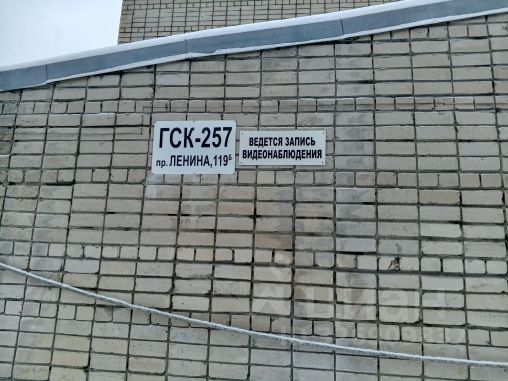 ГСК-257
пр. ЛЕНИНА, 119Б
ВЕДЕТСЯ ЗАПИСЬ
ВИДЕОНАБЛЮДЕНИЯ